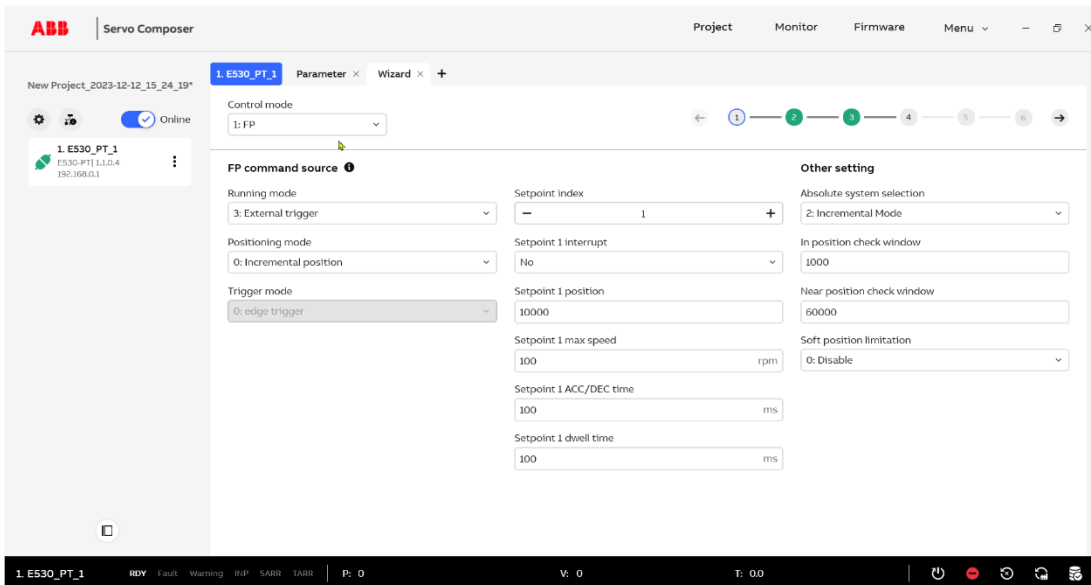 ABB
Servo Composer
Project
Monitor
Firmware
Menu
New Project_2023-12-12_15_24_19*
1. E530_PT_1
Parameter
Wizard
Online
1. E530_PT_1
E530-PT| 1.1.0.4
192.168.0.1
Control mode
1: FP
1
2
3
4
5
6
FP command source
Running mode
3: External trigger
Positioning mode
0: Incremental position
Trigger mode
0: edge trigger
Setpoint index
1
Setpoint 1 interrupt
No
Setpoint 1 position
10000
Setpoint 1 max speed
100 rpm
Setpoint 1 ACC/DEC time
100 ms
Setpoint 1 dwell time
100 ms
Other setting
Absolute system selection
2: Incremental Mode
In position check window
1000
Near position check window
60000
Soft position limitation
0: Disable
1. E530_PT_1
RDY Fault Warning INP SARR TARR
P: 0
V: 0
T: 0.0